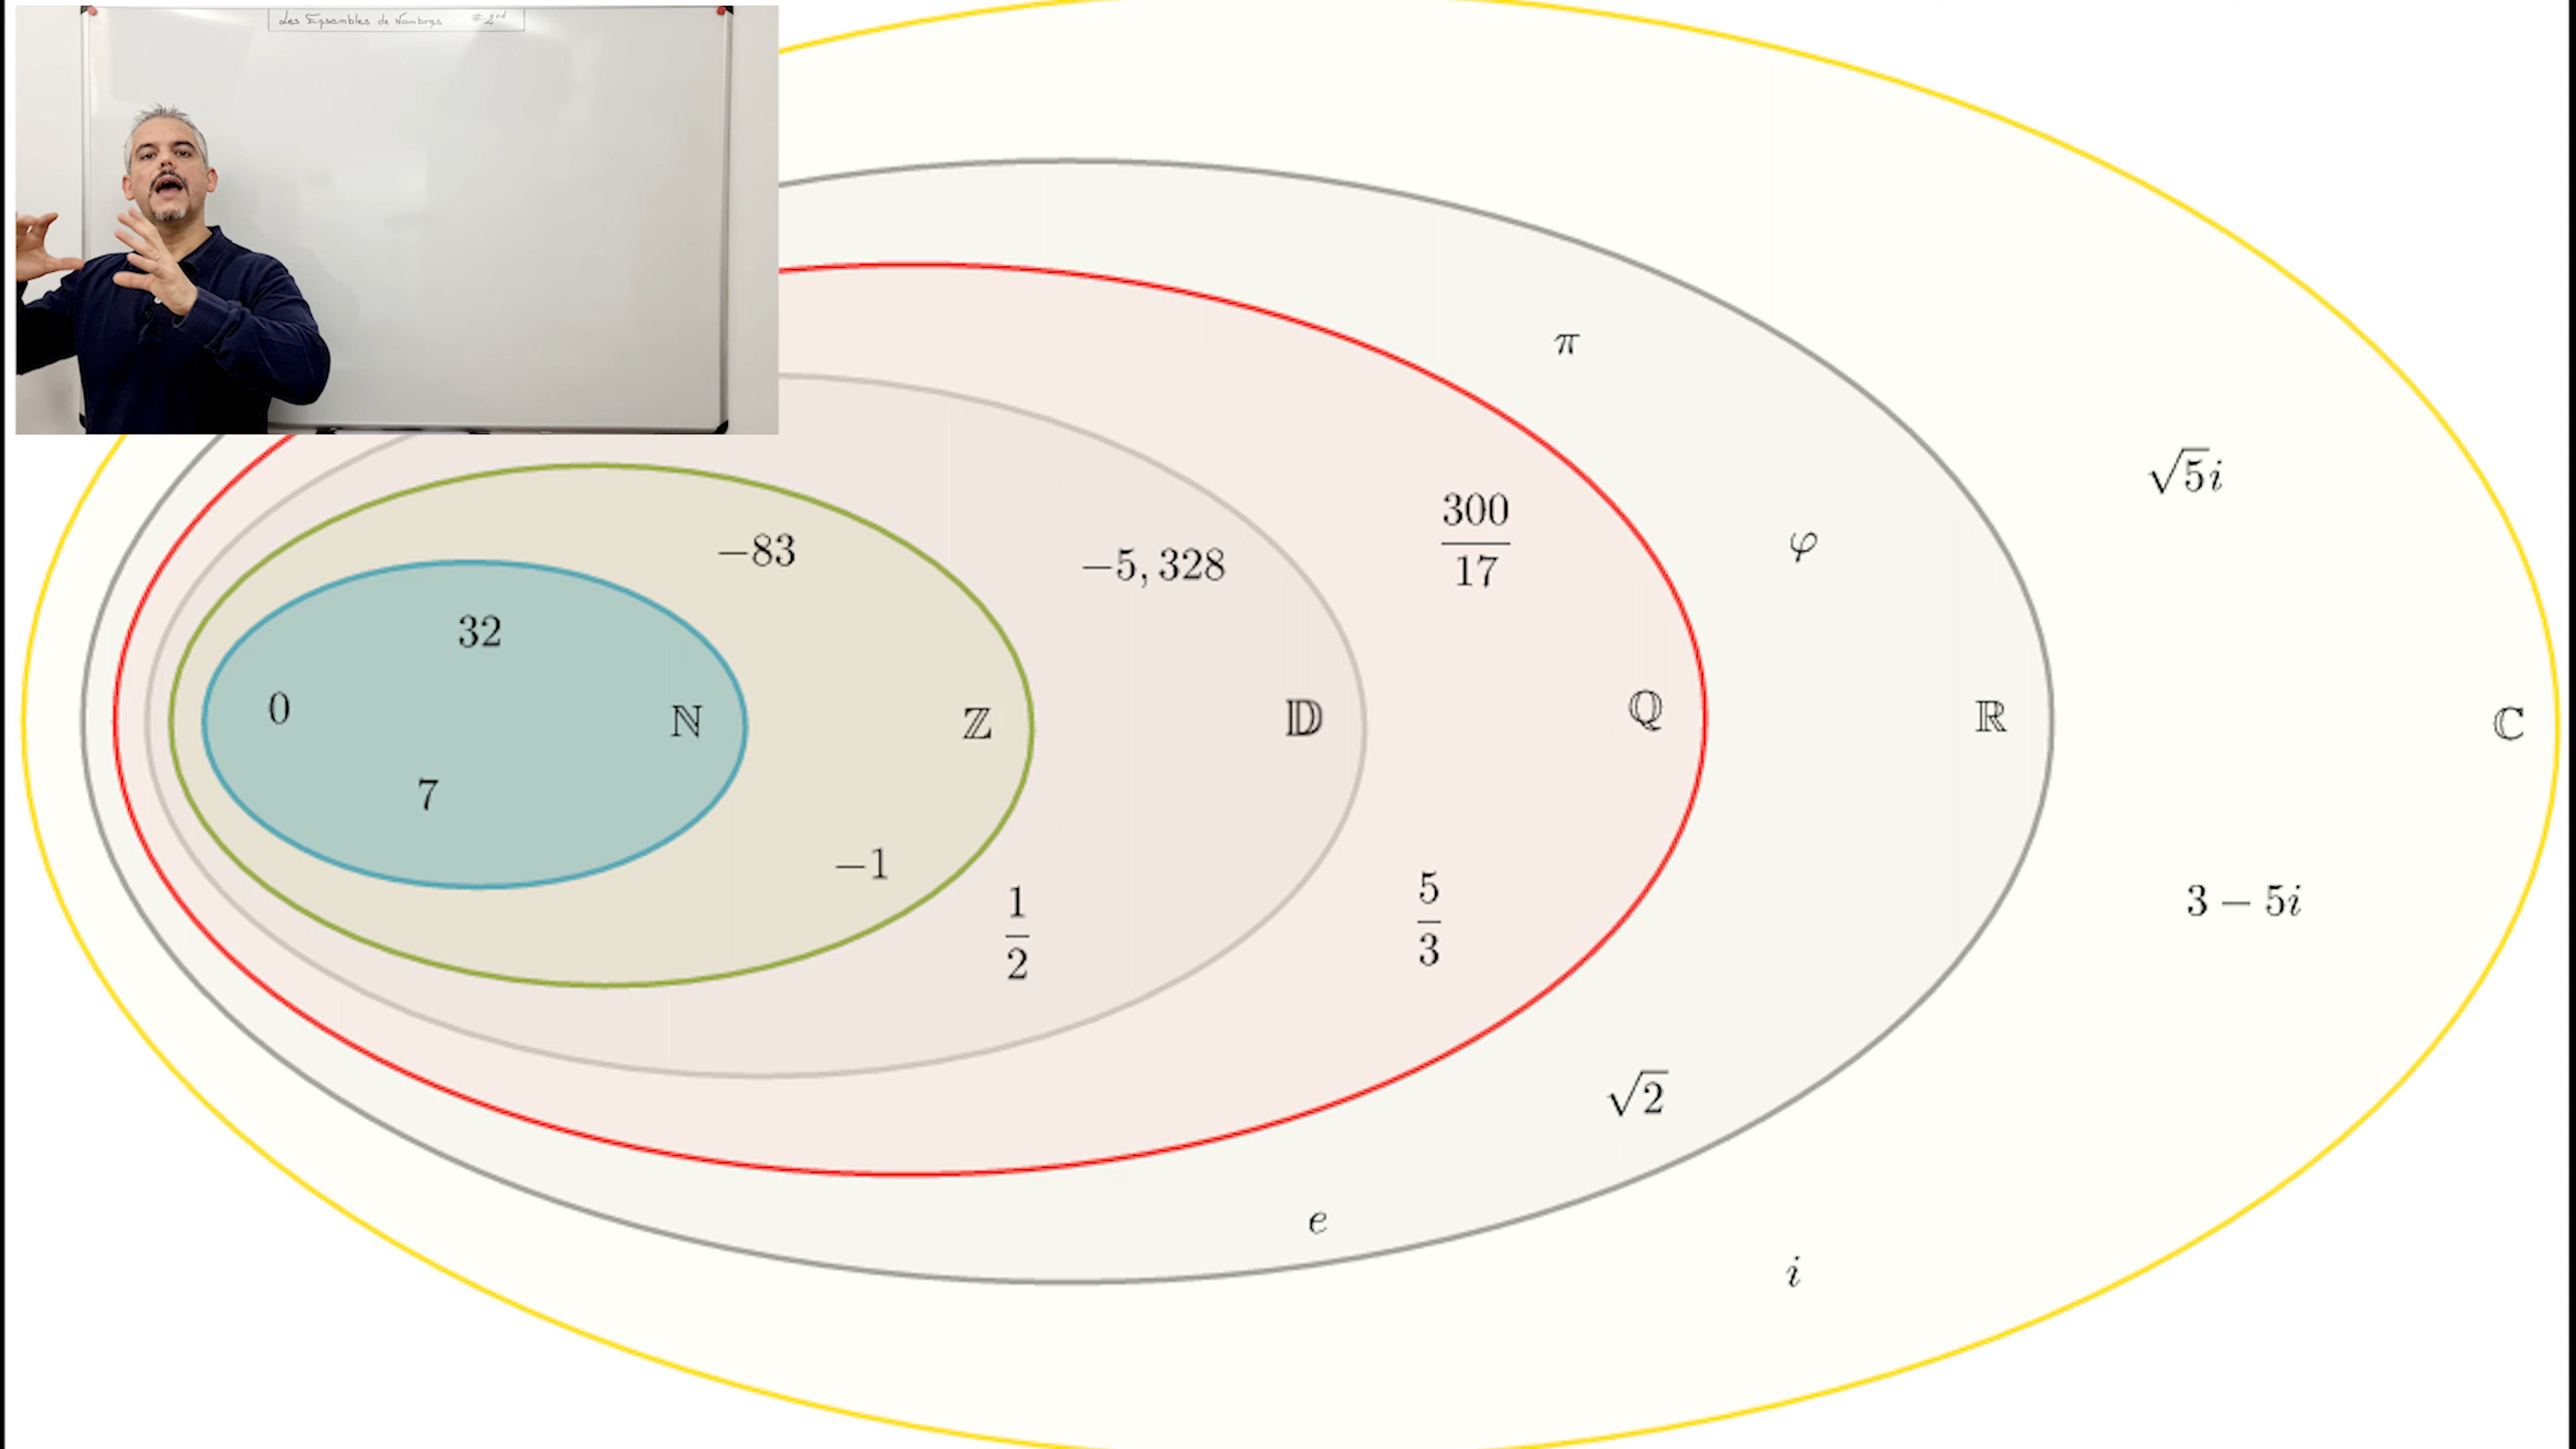 Les Ensembles de Nombres # 2nd
π
√5i
300/17
φ
−83
−5,328
32
0
ℕ
ℤ
𝔻
ℚ
ℝ
ℂ
7
−1
1/2
5/3
3 − 5i
√2
e
i